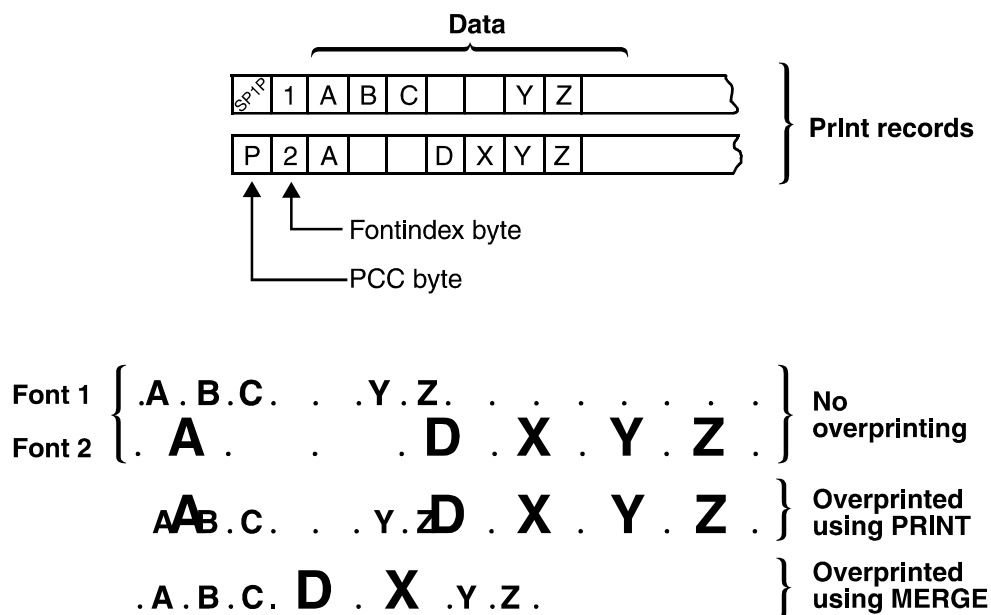 Data
SP1P 1 A B C Y Z
P 2 A D X Y Z
PrInt records
Fontindex byte
PCC byte
Font 1 .A . B . C . . . Y . Z . . . . . . . .
Font 2 . A . . . D . X . Y . Z .
No
overprinting
AAB . C . . . Y . ZD . X . Y . Z .
Overprinted
using PRINT
. A . B . C . D . X . Y . Z .
Overprinted
using MERGE